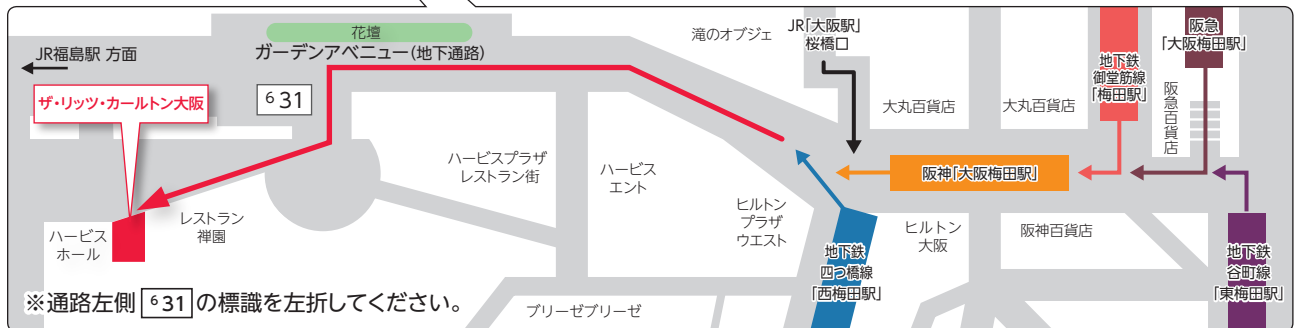 花壇
ガーデンアベニュー(地下通路)
JR福島駅 方面
ザ・リッツ・カールトン大阪
6 31
滝のオブジェ
JR「大阪駅」
桜橋口
大丸百貨店
大丸百貨店
地下鉄
御堂筋線
「梅田駅」
阪急
「大阪梅田駅」
阪急百貨店
ハービスプラザ
レストラン街
ハービス
エント
阪神「大阪梅田駅」
ハービス
ホール
レストラン
禅園
ヒルトン
プラザ
ウエスト
地下鉄
四つ橋線
「西梅田駅」
ヒルトン
大阪
阪神百貨店
地下鉄
谷町線
「東梅田駅」
ブリーゼブリーゼ
※通路左側 6 31 の標識を左折してください。